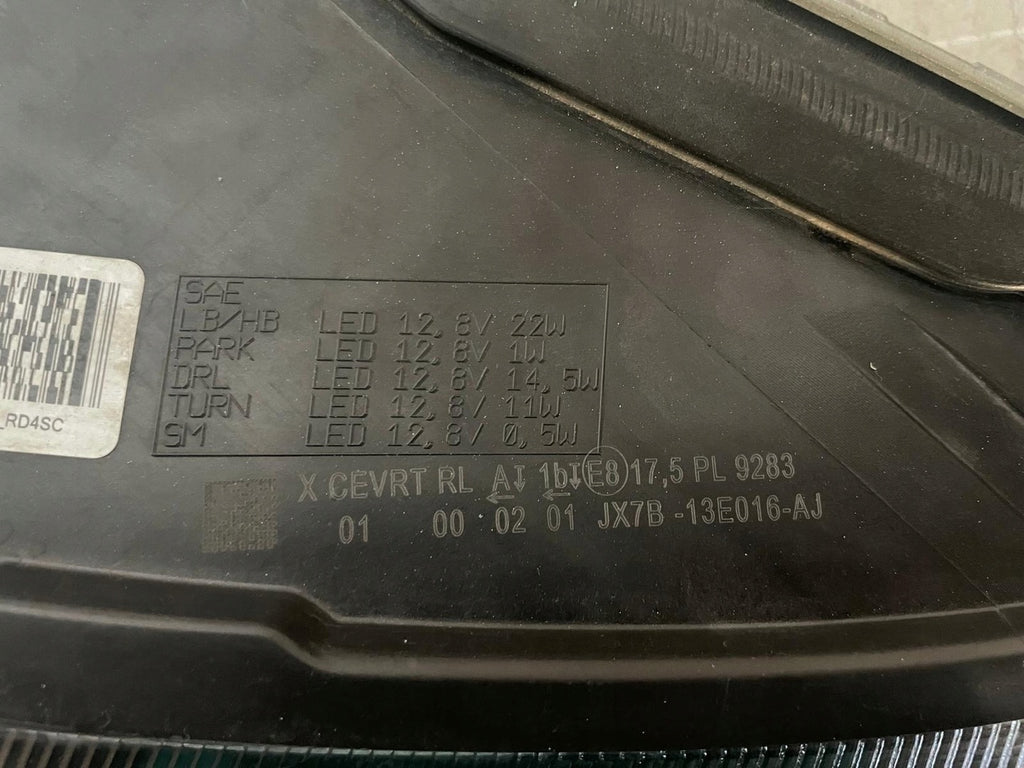 SAE
LB/HB LED 12,8V 22W
PARK LED 12,8V 1W
DRL LED 12,8V 14,5W
TURN LED 12,8V 11W
SM LED 12,8V 0,5W
_RD4SC
X CEVRT RL A↓ 1b↓ E8 17,5 PL 9283
← ←
01 00 02 01 JX7B -13E016-AJ